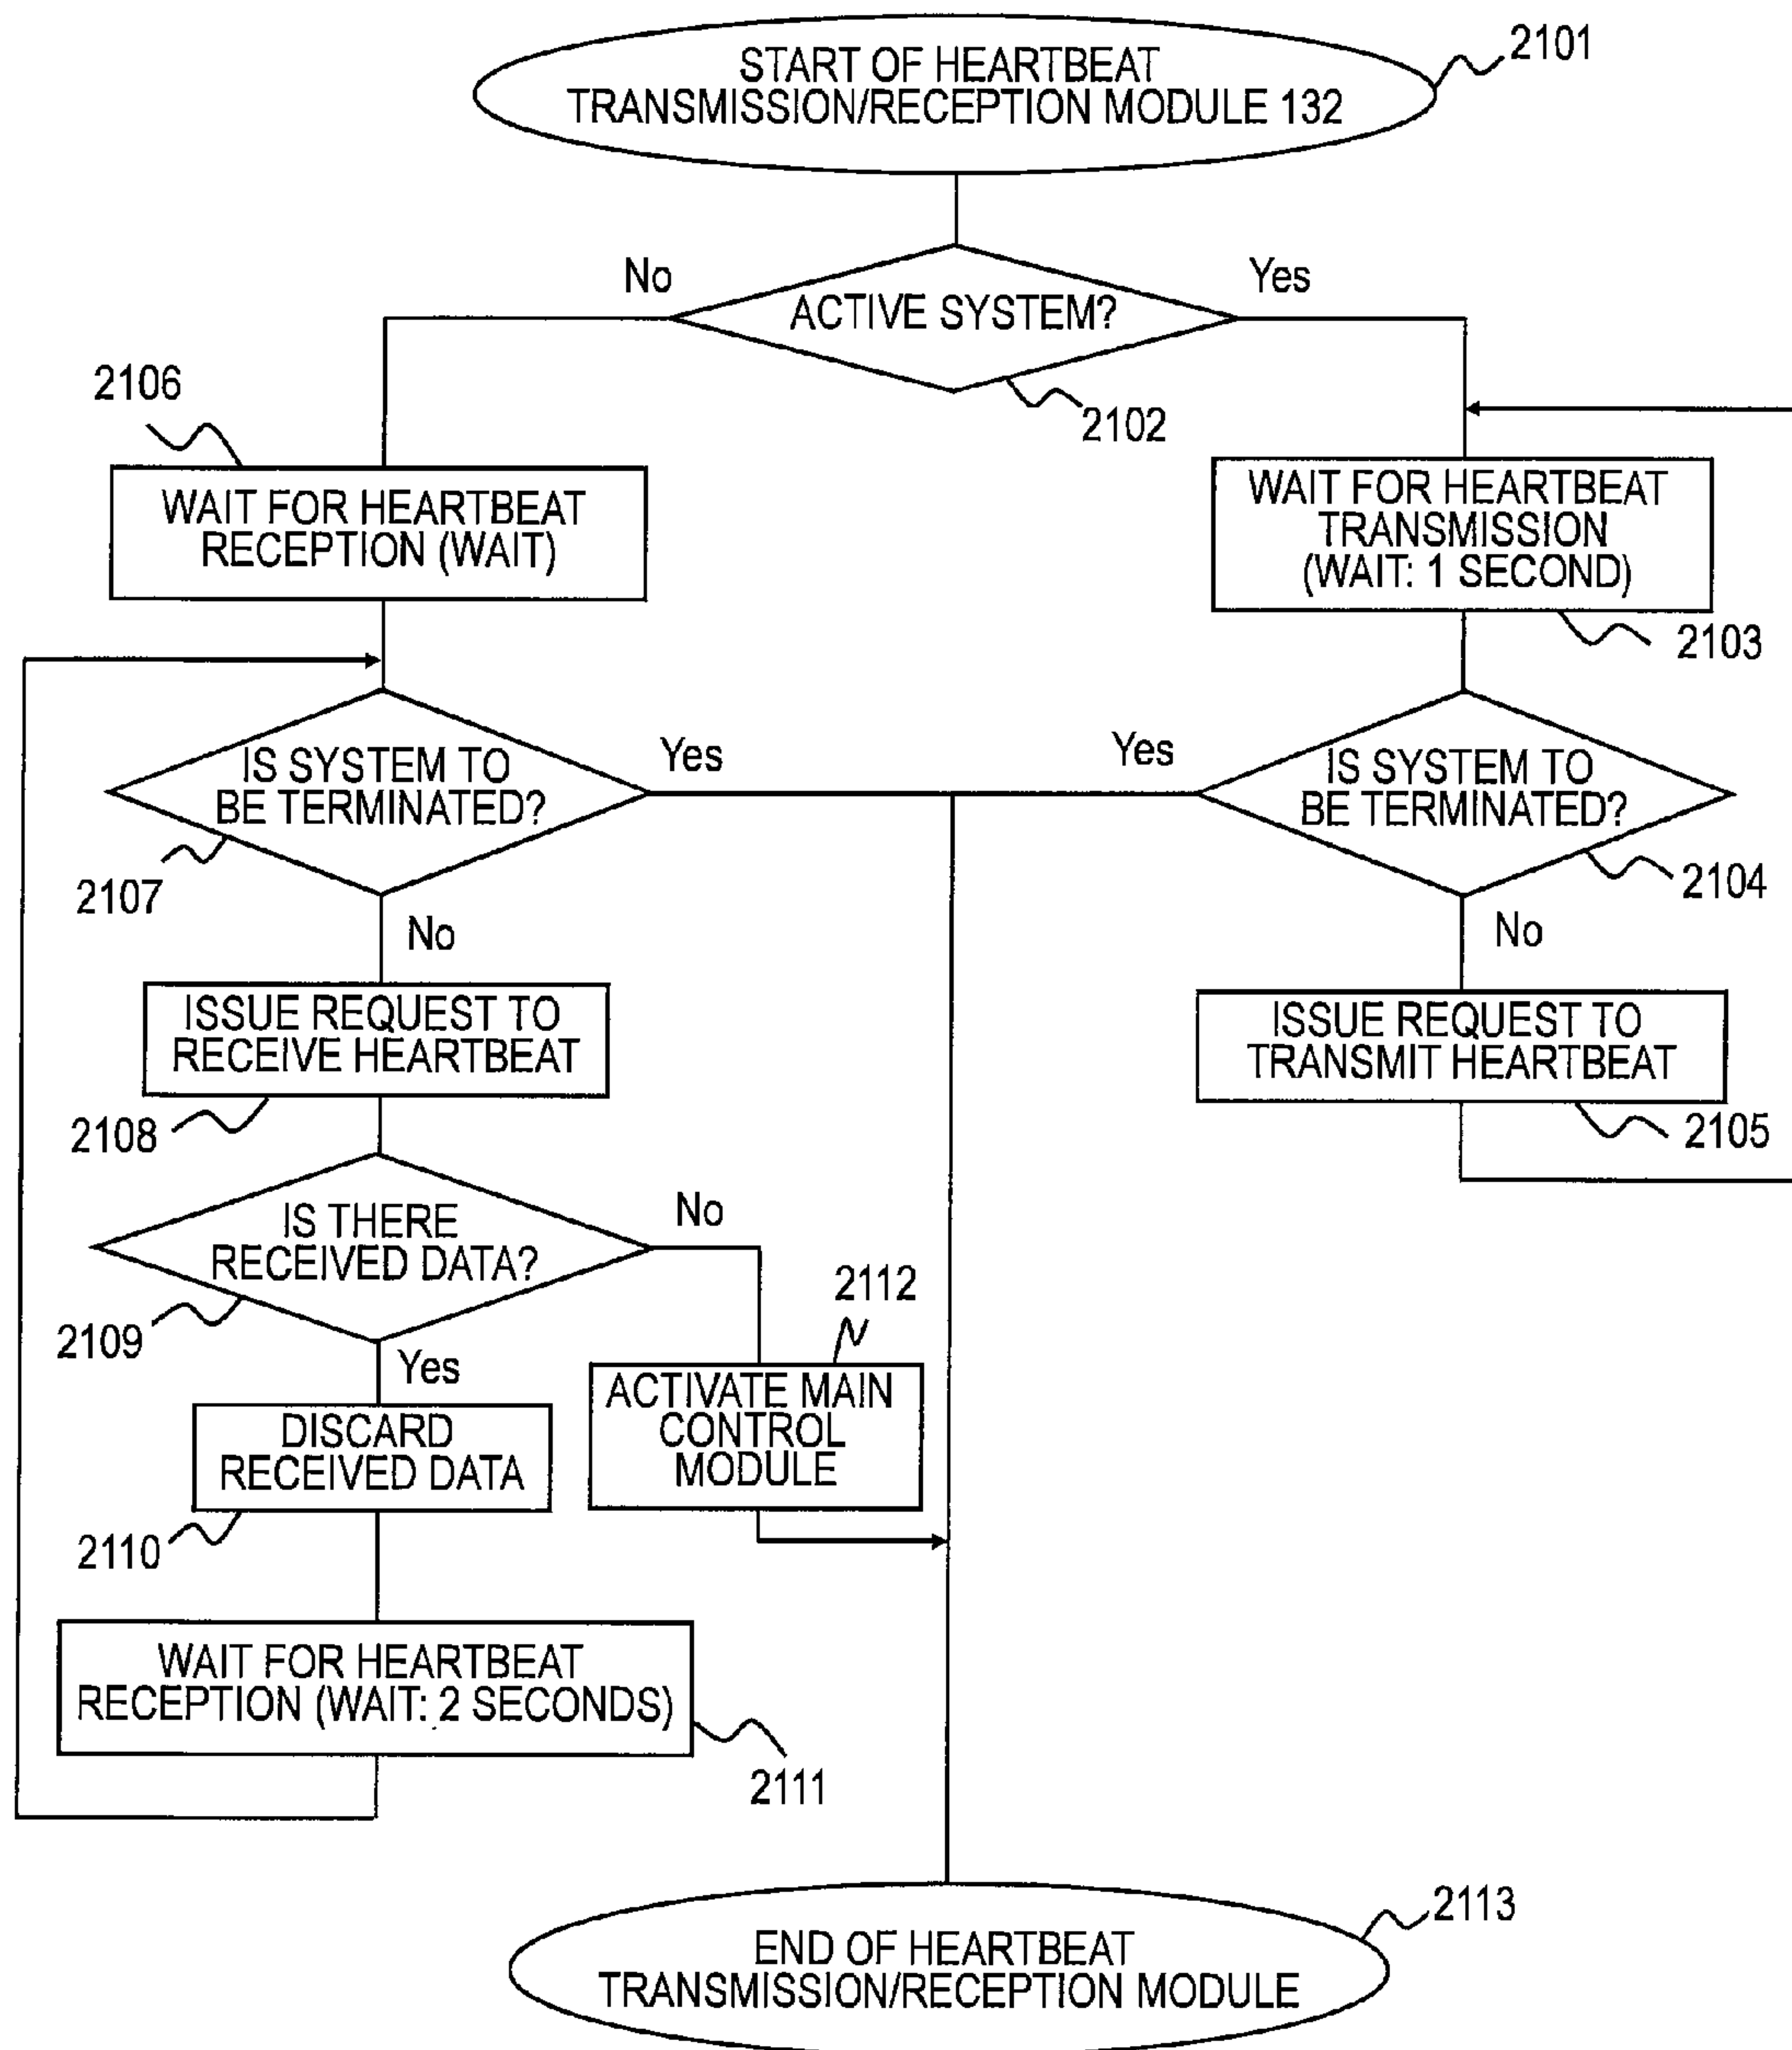 START OF HEARTBEAT
TRANSMISSION/RECEPTION MODULE 132
2101
No
Yes
ACTIVE SYSTEM?
2102
2106
WAIT FOR HEARTBEAT
RECEPTION (WAIT)
WAIT FOR HEARTBEAT
TRANSMISSION
(WAIT: 1 SECOND)
2103
IS SYSTEM TO
BE TERMINATED?
Yes
2107
Yes
IS SYSTEM TO
BE TERMINATED?
2104
No
No
ISSUE REQUEST TO
RECEIVE HEARTBEAT
2108
ISSUE REQUEST TO
TRANSMIT HEARTBEAT
2105
IS THERE
RECEIVED DATA?
No
2109
Yes
2112
ACTIVATE MAIN
CONTROL
MODULE
DISCARD
RECEIVED DATA
2110
WAIT FOR HEARTBEAT
RECEPTION (WAIT: 2 SECONDS)
2111
2113
END OF HEARTBEAT
TRANSMISSION/RECEPTION MODULE